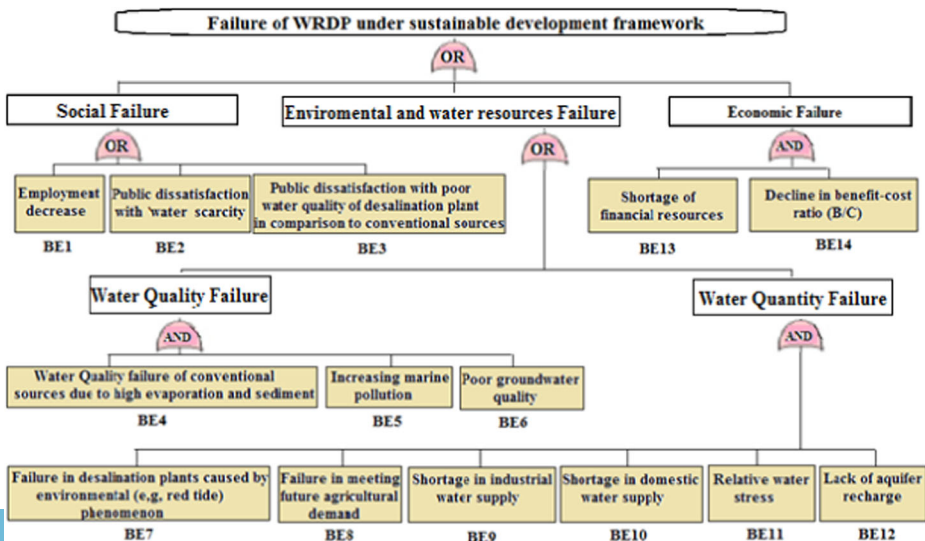 Failure of WRDP under sustainable development framework
OR
Social Failure
Enviromental and water resources Failure
Economic Failure
OR
OR
AND
Employment
decrease
BE1
Public dissatisfaction
with water scarcity
BE2
Public dissatisfaction with poor
water quality of desalination plant
in comparison to conventional sources
BE3
Shortage of
financial resources
BE13
Decline in benefit-cost
ratio (B/C)
BE14
Water Quality Failure
Water Quantity Failure
AND
AND
Water Quality failure of conventional
sources due to high evaporation and sediment
BE4
Increasing marine
pollution
BE5
Poor groundwater
quality
BE6
Failure in desalination plants caused by
environmental (e,g, red tide)
phenomenon
BE7
Failure in meeting
future agricultural
demand
BE8
Shortage in industrial
water supply
BE9
Shortage in domestic
water supply
BE10
Relative water
stress
BE11
Lack of aquifer
recharge
BE12